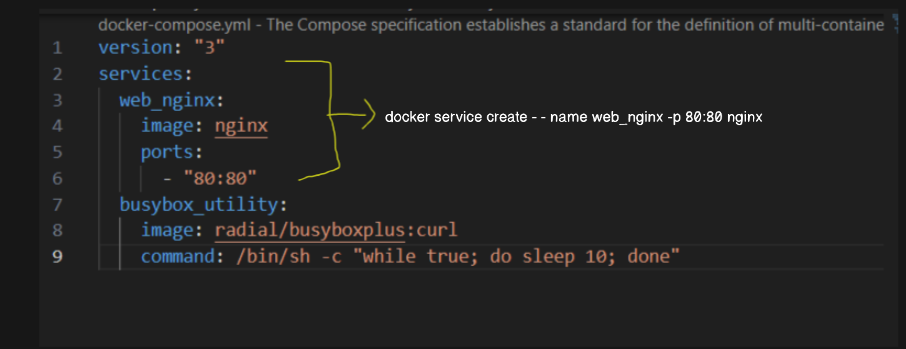 docker-compose.yml - The Compose specification establishes a standard for the definition of multi-containe
1 version: "3"
2 services:
3 web_nginx:
4 image: nginx
5 ports:
6 - "80:80"
7 busybox_utility:
8 image: radial/busyboxplus:curl
9 command: /bin/sh -c "while true; do sleep 10; done"
docker service create - - name web_nginx -p 80:80 nginx